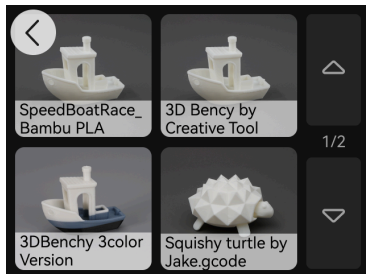 SpeedBoatRace_
Bambu PLA
3D Bency by
Creative Tool
1/2
3DBenchy 3color
Version
Squishy turtle by
Jake.gcode